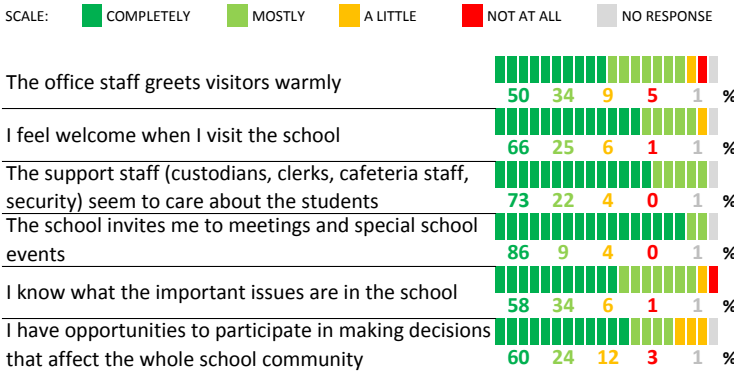 SCALE: COMPLETELY MOSTLY A LITTLE NOT AT ALL NO RESPONSE
The office staff greets visitors warmly
50 34 9 5 1 %
I feel welcome when I visit the school
66 25 6 1 1 %
The support staff (custodians, clerks, cafeteria staff,
security) seem to care about the students
73 22 4 0 1 %
The school invites me to meetings and special school
events
86 9 4 0 1 %
I know what the important issues are in the school
58 34 6 1 1 %
I have opportunities to participate in making decisions
that affect the whole school community
60 24 12 3 1 %